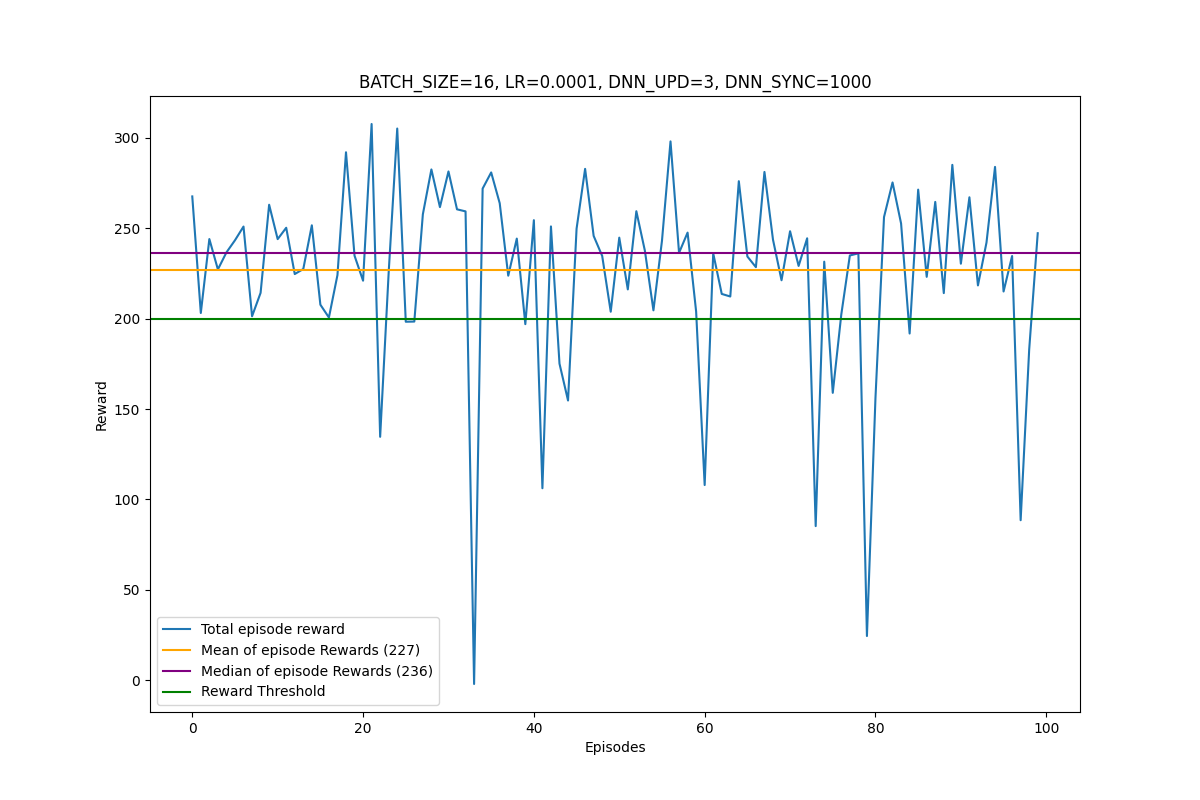 BATCH_SIZE=16, LR=0.0001, DNN_UPD=3, DNN_SYNC=1000
300
250
200
150
100
50
0
Reward
Total episode reward
Mean of episode Rewards (227)
Median of episode Rewards (236)
Reward Threshold
0 20 40 60 80 100
Episodes